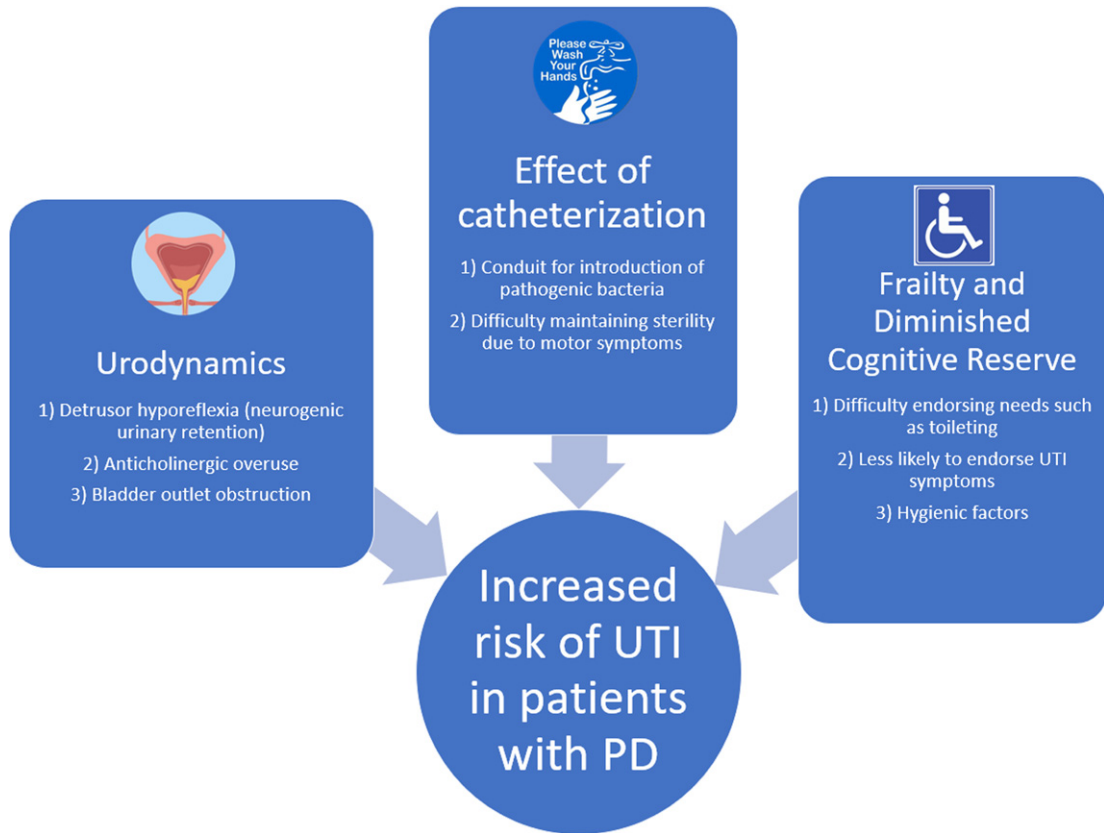 Urodynamics
1) Detrusor hyporeflexia (neurogenic
urinary retention)
2) Anticholinergic overuse
3) Bladder outlet obstruction
Please
Wash
Your
Hands
Effect of
catheterization
1) Conduit for introduction of
pathogenic bacteria
2) Difficulty maintaining sterility
due to motor symptoms
Frailty and
Diminished
Cognitive Reserve
1) Difficulty endorsing needs such
as toileting
2) Less likely to endorse UTI
symptoms
3) Hygienic factors
Increased
risk of UTI
in patients
with PD